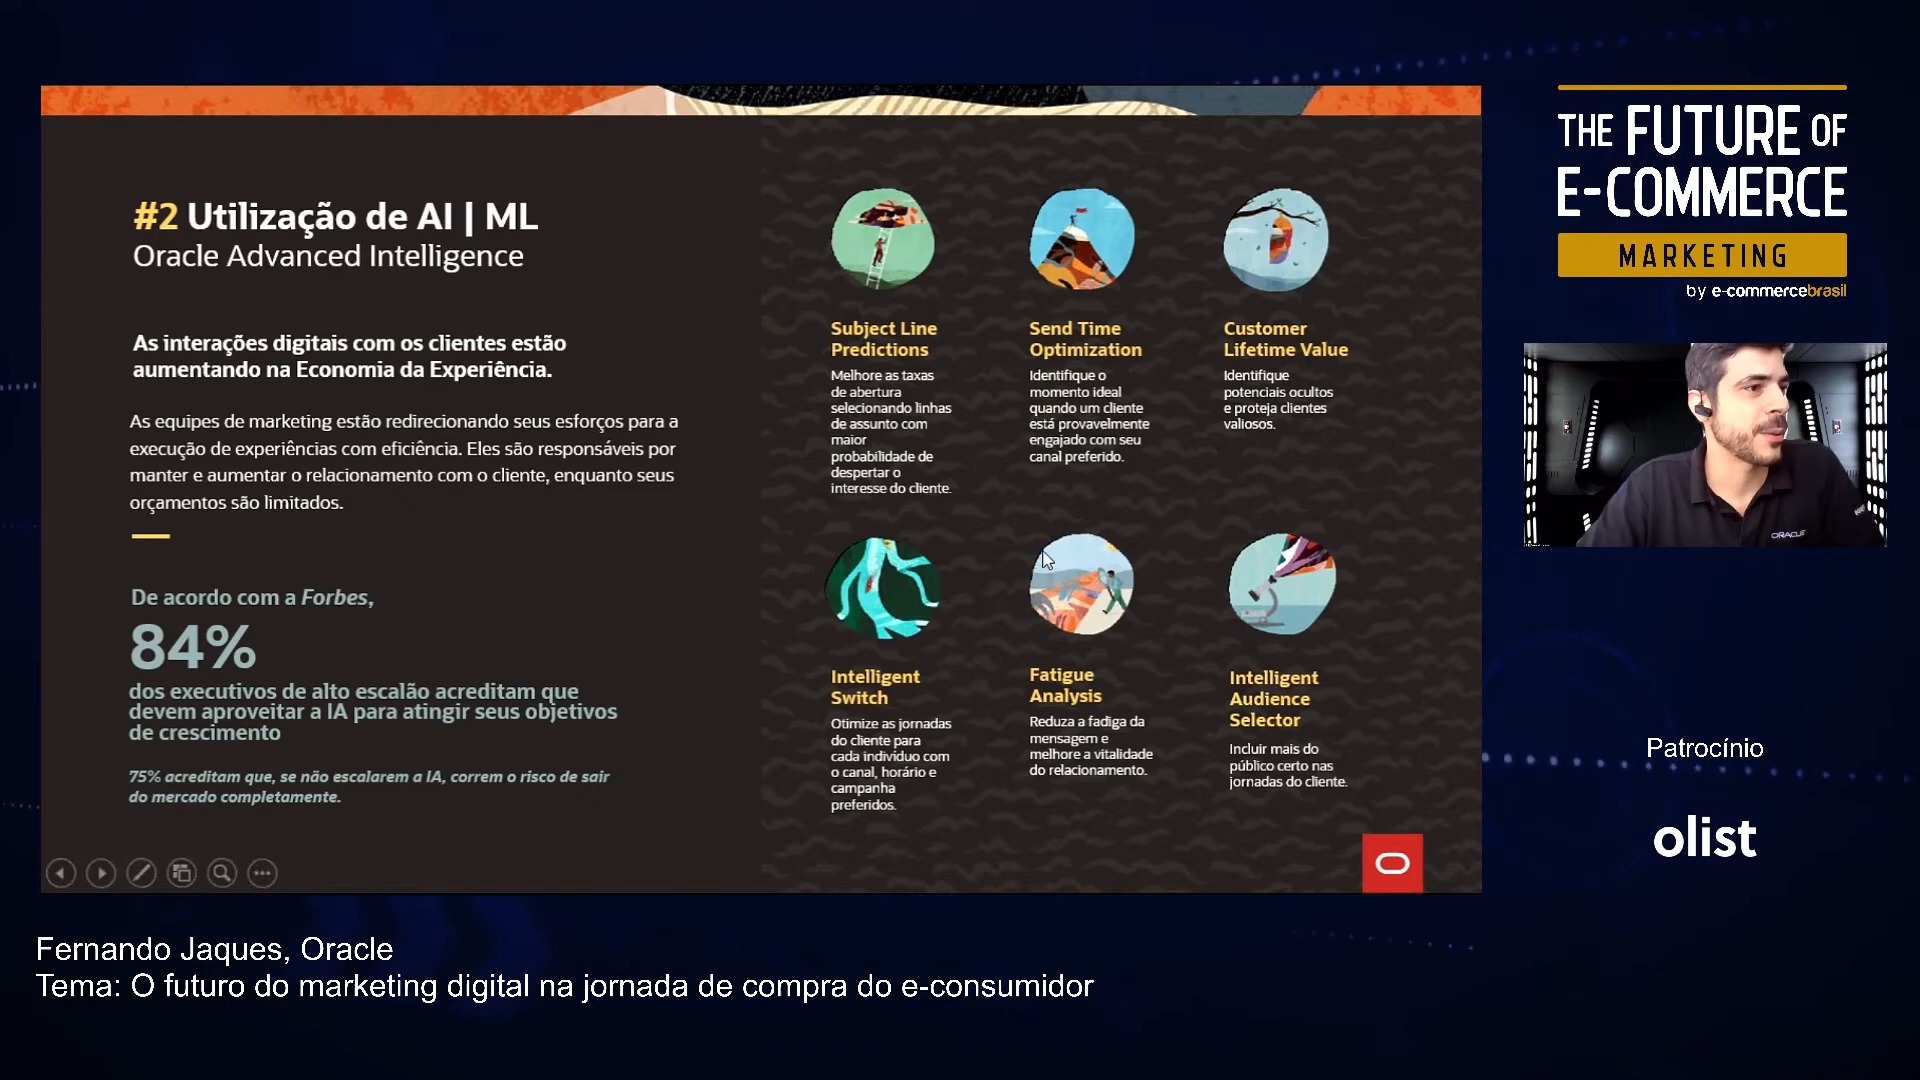 #2 Utilização de AI | ML
Oracle Advanced Intelligence
As interações digitais com os clientes estão
aumentando na Economia da Experiência.
As equipes de marketing estão redirecionando seus esforços para a
execução de experiências com eficiência. Eles são responsáveis por
manter e aumentar o relacionamento com o cliente, enquanto seus
orçamentos são limitados.
De acordo com a Forbes,
84%
dos executivos de alto escalão acreditam que
devem aproveitar a IA para atingir seus objetivos
de crescimento
75% acreditam que, se não escalarem a IA, correm o risco de sair
do mercado completamente.
Subject Line
Predictions
Melhore as taxas
de abertura
selecionando linhas
de assunto com
maior
probabilidade de
despertar o
interesse do cliente.
Send Time
Optimization
Identifique o
momento ideal
quando um cliente
está provavelmente
engajado com seu
canal preferido.
Customer
Lifetime Value
Identifique
potenciais ocultos
e proteja clientes
valiosos.
Intelligent
Switch
Otimize as jornadas
do cliente para
cada indivíduo com
o canal, horário e
campanha
preferidos.
Fatigue
Analysis
Reduza a fadiga da
mensagem e
melhore a vitalidade
do relacionamento.
Intelligent
Audience
Selector
Incluir mais do
público certo nas
jornadas do cliente.
THE FUTURE OF
E-COMMERCE
MARKETING
by e-commercebrasil
ORACLE
Patrocínio
olist
Fernando Jaques, Oracle
Tema: O futuro do marketing digital na jornada de compra do e-consumidor